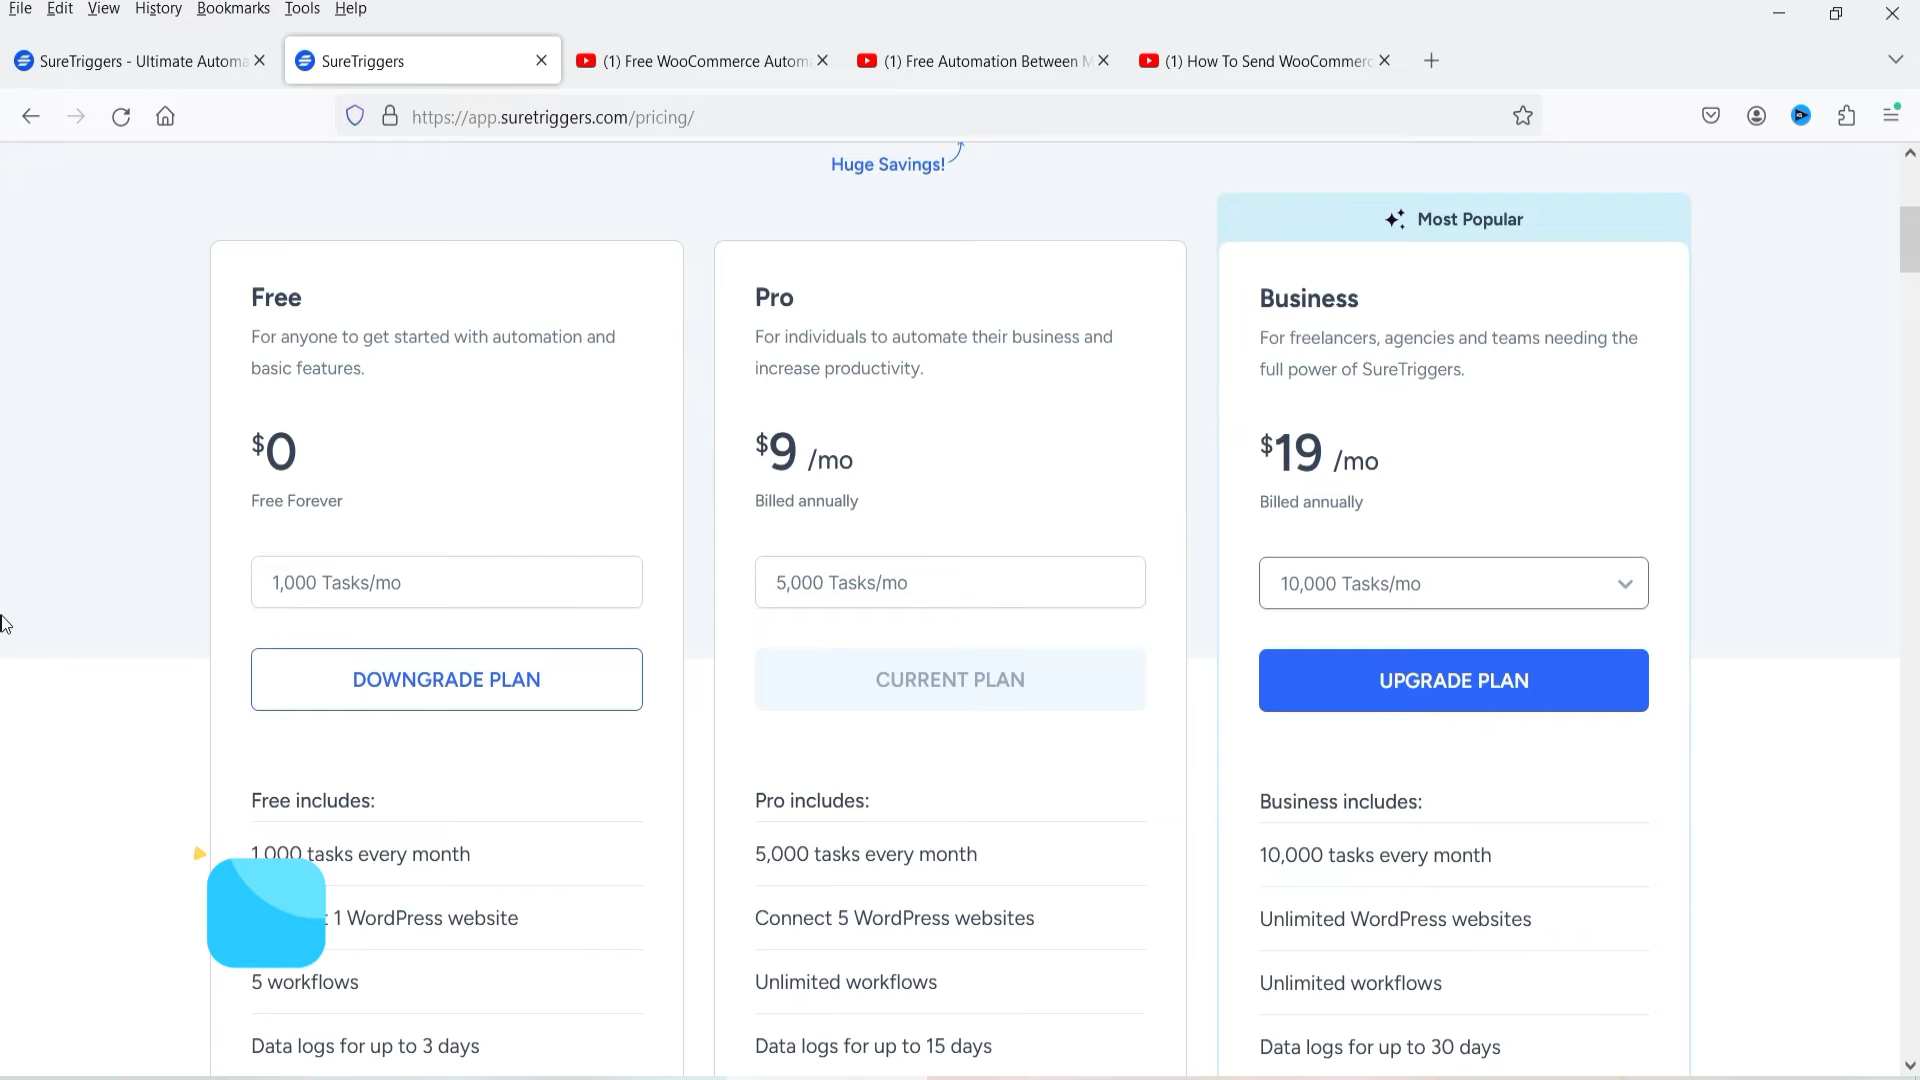 File Edit View History Bookmarks Tools Help
SureTriggers - Ultimate Automa
SureTriggers
(1) Free WooCommerce Autom
(1) Free Automation Between M
(1) How To Send WooCommerc
https://app.suretriggers.com/pricing/
Huge Savings!
Most Popular
Free
For anyone to get started with automation and
basic features.
$0
Free Forever
1,000 Tasks/mo
DOWNGRADE PLAN
Free includes:
1,000 tasks every month
1 WordPress website
5 workflows
Data logs for up to 3 days
Pro
For individuals to automate their business and
increase productivity.
$9 /mo
Billed annually
5,000 Tasks/mo
CURRENT PLAN
Pro includes:
5,000 tasks every month
Connect 5 WordPress websites
Unlimited workflows
Data logs for up to 15 days
Business
For freelancers, agencies and teams needing the
full power of SureTriggers.
$19 /mo
Billed annually
10,000 Tasks/mo
UPGRADE PLAN
Business includes:
10,000 tasks every month
Unlimited WordPress websites
Unlimited workflows
Data logs for up to 30 days